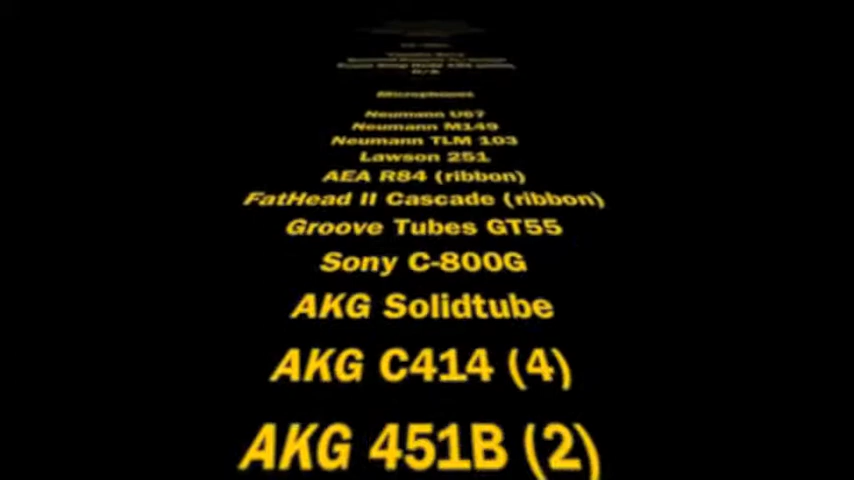 Microphones
Neumann U67
Neumann M149
Neumann TLM 103
Lawson 251
AEA R84 (ribbon)
FatHead II Cascade (ribbon)
Groove Tubes GT55
Sony C-800G
AKG Solidtube
AKG C414 (4)
AKG 451B (2)